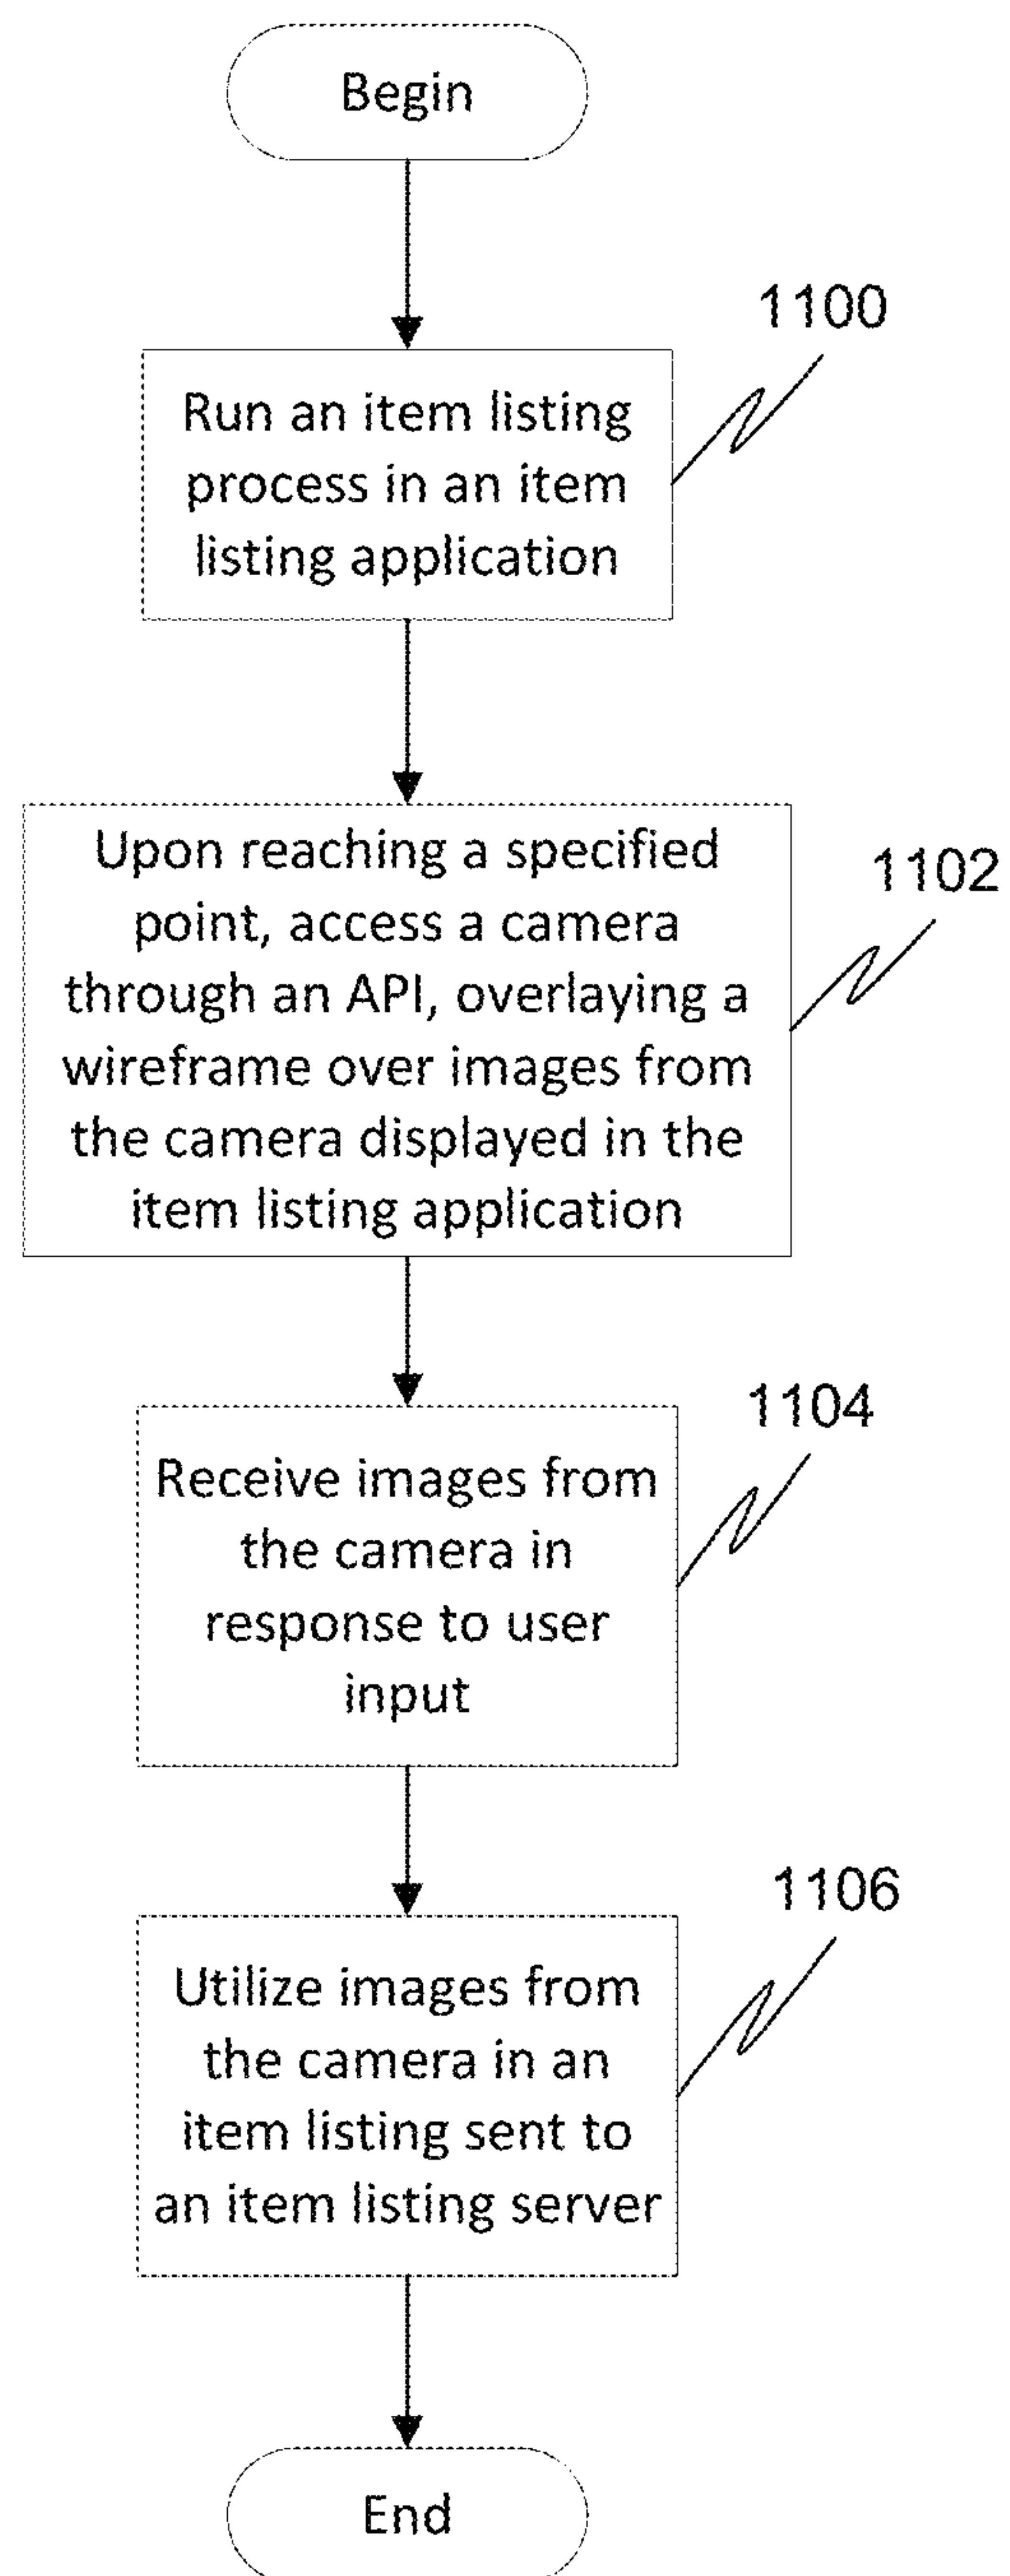 Begin
1100
Run an item listing
process in an item
listing application
1102
Upon reaching a specified
point, access a camera
through an API, overlaying a
wireframe over images from
the camera displayed in the
item listing application
1104
Receive images from
the camera in
response to user
input
1106
Utilize images from
the camera in an
item listing sent to
an item listing server
End